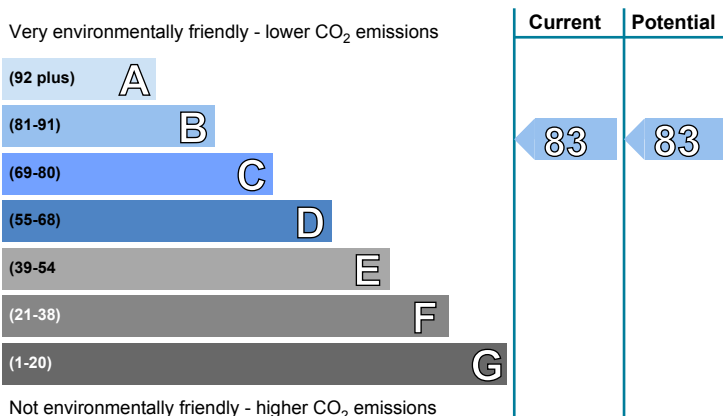 Current Potential
Very environmentally friendly - lower CO2 emissions
(92 plus) A
(81-91) B 83 83
(69-80) C
(55-68) D
(39-54 E
(21-38) F
(1-20) G
Not environmentally friendly - higher CO2 emissions